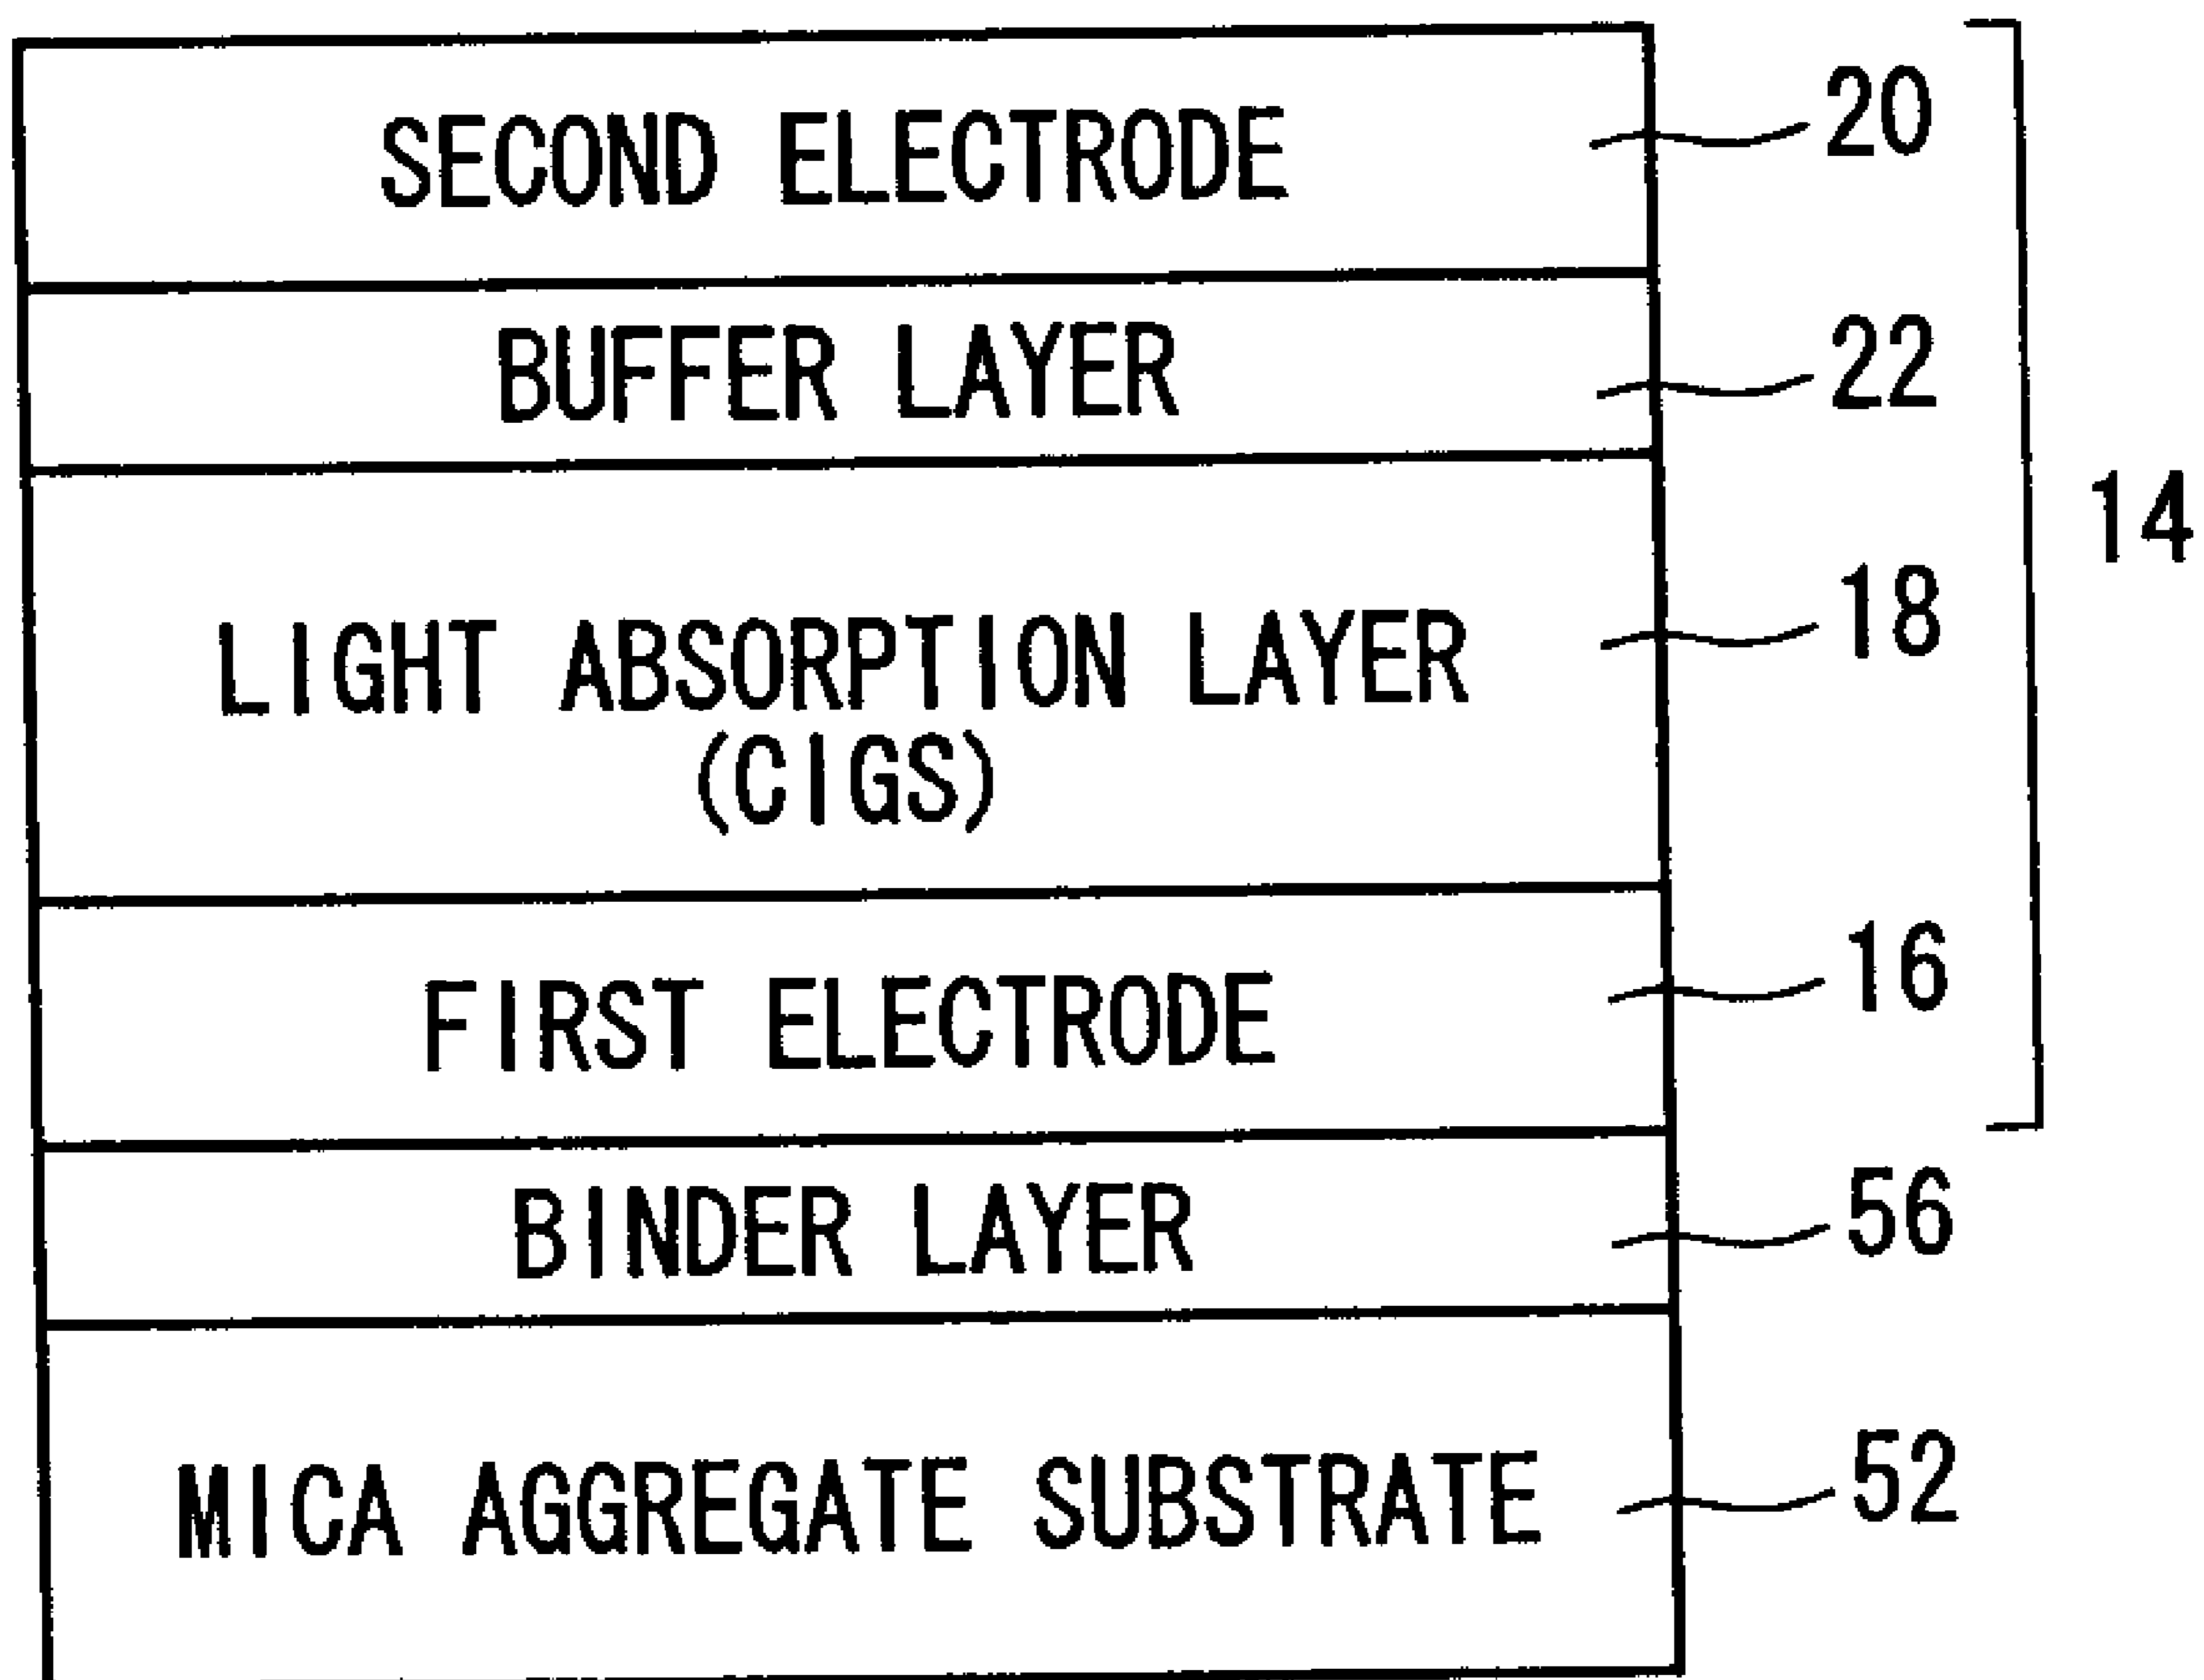 SECOND ELECTRODE 20
BUFFER LAYER 22
14
LIGHT ABSORPTION LAYER 18
(CIGS)
FIRST ELECTRODE 16
BINDER LAYER 56
MICA AGGREGATE SUBSTRATE 52